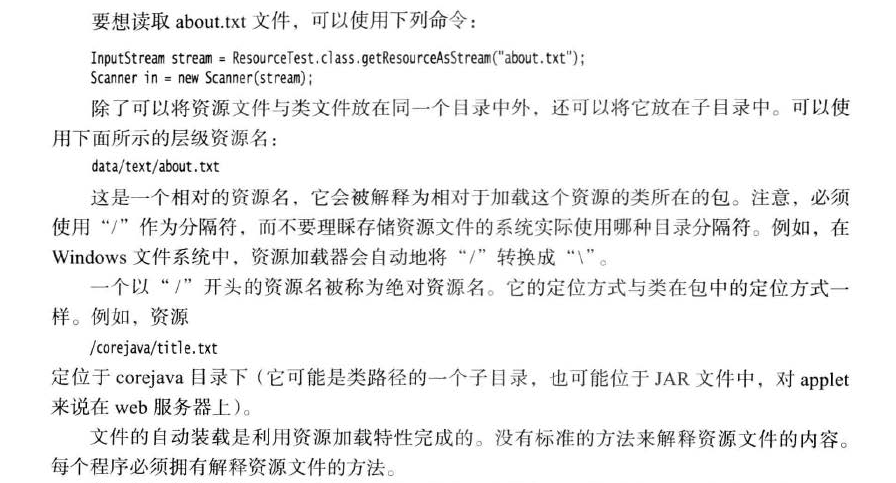 要想读取 about.txt 文件，可以使用下列命令：
InputStream stream = ResourceTest.class.getResourceAsStream("about.txt");
Scanner in = new Scanner(stream);
除了可以将资源文件与类文件放在同一个目录中外，还可以将它放在子目录中。可以使
用下面所示的层级资源名：
data/text/about.txt
这是一个相对的资源名，它会被解释为相对于加载这个资源的类所在的包。注意，必须
使用“/”作为分隔符，而不要理睬存储资源文件的系统实际使用哪种目录分隔符。例如，在
Windows 文件系统中，资源加载器会自动地将“/”转换成“\”。
一个以“/”开头的资源名被称为绝对资源名。它的定位方式与类在包中的定位方式一
样。例如，资源
/corejava/title.txt
定位于 corejava 目录下（它可能是类路径的一个子目录，也可能位于 JAR 文件中，对 applet
来说在 web 服务器上）。
文件的自动装载是利用资源加载特性完成的。没有标准的方法来解释资源文件的内容。
每个程序必须拥有解释资源文件的方法。